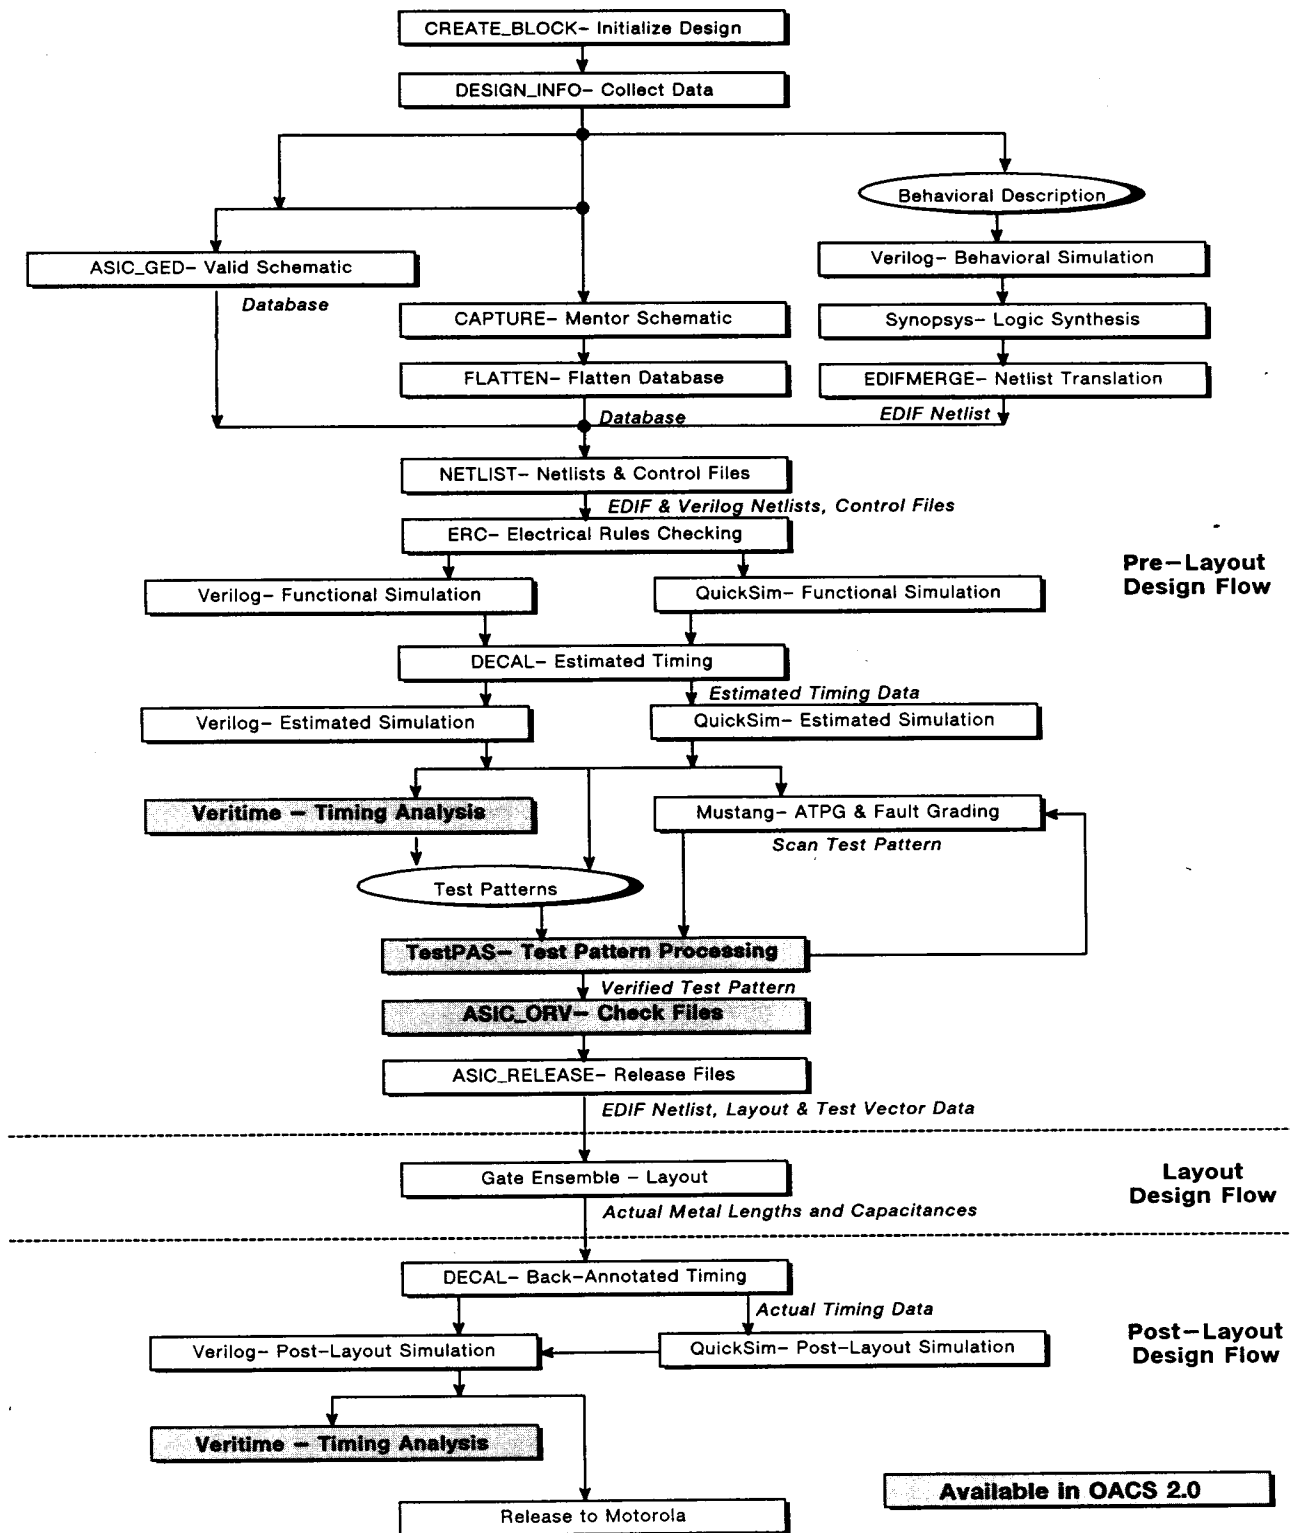 CREATE_BLOCK– Initialize Design
DESIGN_INFO– Collect Data
Behavioral Description
ASIC_GED– Valid Schematic
Verilog– Behavioral Simulation
Database
CAPTURE– Mentor Schematic
Synopsys– Logic Synthesis
FLATTEN– Flatten Database
EDIFMERGE– Netlist Translation
Database
EDIF Netlist
NETLIST– Netlists & Control Files
EDIF & Verilog Netlists, Control Files
ERC– Electrical Rules Checking
Pre–Layout
Design Flow
Verilog– Functional Simulation
QuickSim– Functional Simulation
DECAL– Estimated Timing
Estimated Timing Data
Verilog– Estimated Simulation
QuickSim– Estimated Simulation
Veritime – Timing Analysis
Mustang– ATPG & Fault Grading
Scan Test Pattern
Test Patterns
TestPAS– Test Pattern Processing
Verified Test Pattern
ASIC_ORV– Check Files
ASIC_RELEASE– Release Files
EDIF Netlist, Layout & Test Vector Data
Gate Ensemble – Layout
Layout
Design Flow
Actual Metal Lengths and Capacitances
DECAL– Back–Annotated Timing
Actual Timing Data
Verilog– Post–Layout Simulation
QuickSim– Post–Layout Simulation
Post–Layout
Design Flow
Veritime – Timing Analysis
Available in OACS 2.0
Release to Motorola